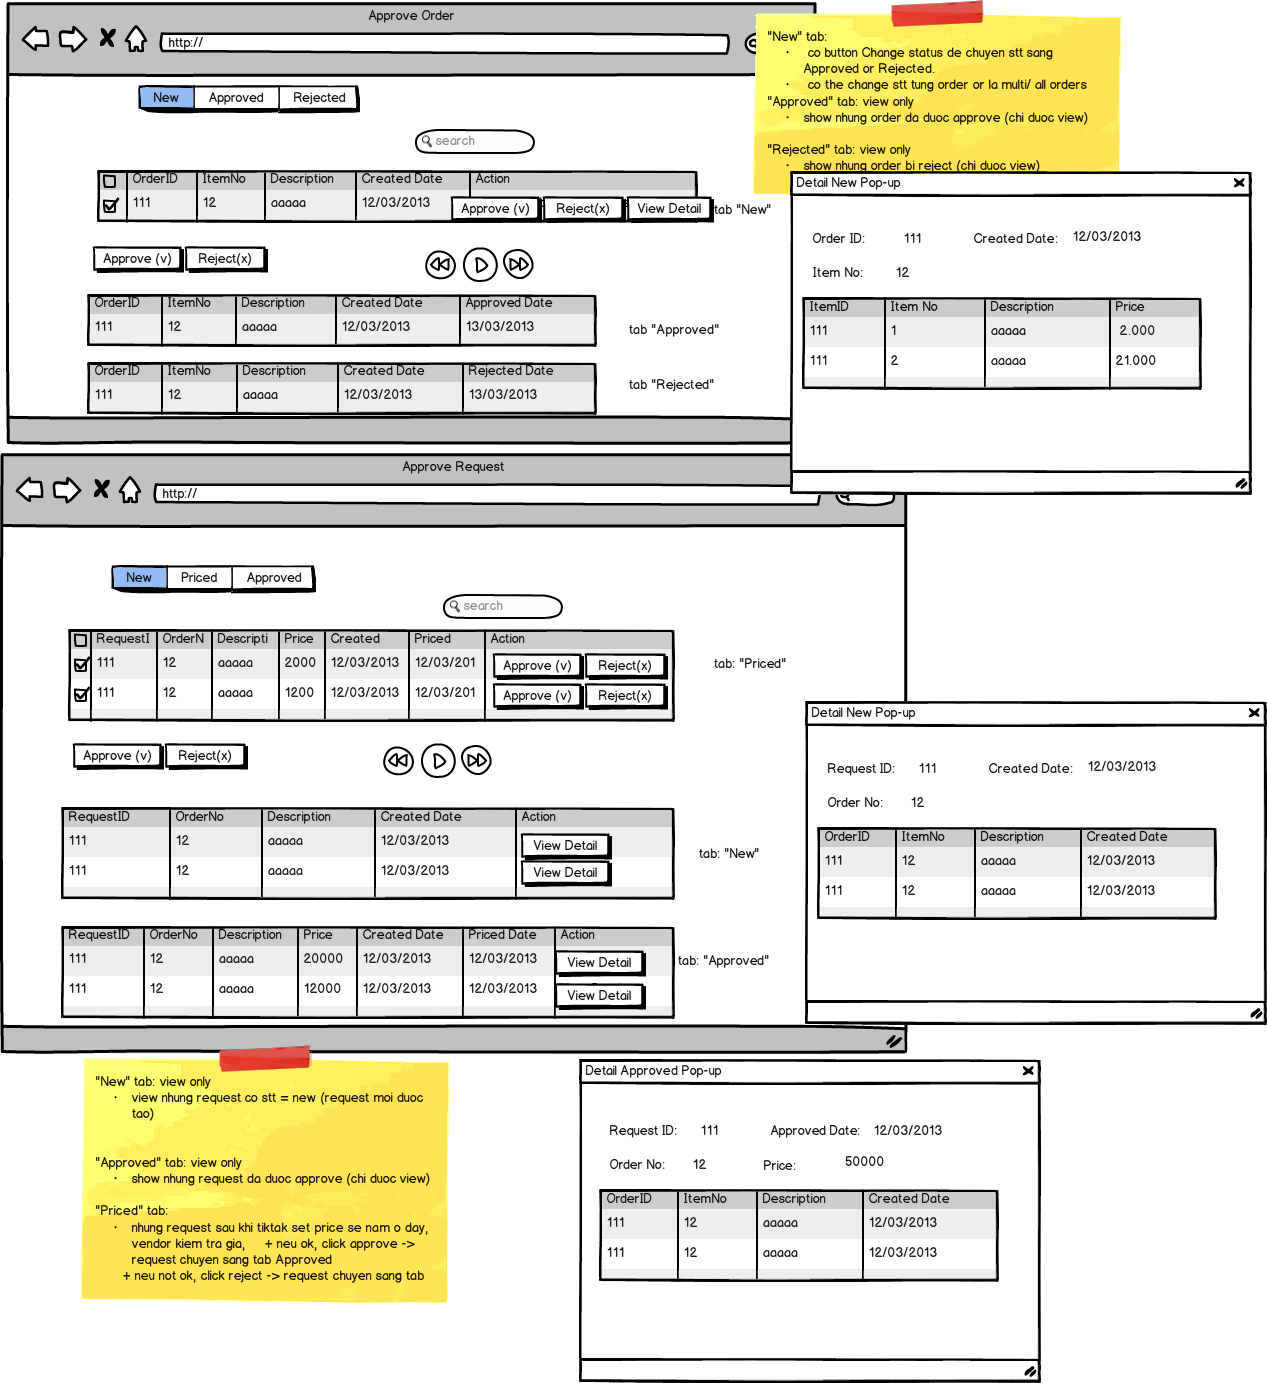 Approve Order
http://
New Approved Rejected
search
OrderID ItemNo Description Created Date Action
111 12 aaaaa 12/03/2013 Approve (v) Reject(x) View Detail
tab "New"
Approve (v) Reject(x)
OrderID ItemNo Description Created Date Approved Date
111 12 aaaaa 12/03/2013 13/03/2013
tab "Approved"
OrderID ItemNo Description Created Date Rejected Date
111 12 aaaaa 12/03/2013 13/03/2013
tab "Rejected"
"New" tab:
• co button Change status de chuyen stt sang
Approved or Rejected.
• co the change stt tung order or la multi/ all orders
"Approved" tab: view only
• show nhung order da duoc approve (chi duoc view)
"Rejected" tab: view only
• show nhung order bi reject (chi duoc view)
Detail New Pop-up
Order ID: 111 Created Date: 12/03/2013
Item No: 12
ItemID Item No Description Price
111 1 aaaaa 2.000
111 2 aaaaa 21.000
Approve Request
http://
New Priced Approved
search
RequestI OrderN Descripti Price Created Priced Action
111 12 aaaaa 2000 12/03/2013 12/03/201 Approve (v) Reject(x)
111 12 aaaaa 1200 12/03/2013 12/03/201 Approve (v) Reject(x)
tab: "Priced"
Approve (v) Reject(x)
RequestID OrderNo Description Created Date Action
111 12 aaaaa 12/03/2013 View Detail
111 12 aaaaa 12/03/2013 View Detail
tab: "New"
RequestID OrderNo Description Price Created Date Priced Date Action
111 12 aaaaa 20000 12/03/2013 12/03/2013 View Detail
111 12 aaaaa 12000 12/03/2013 12/03/2013 View Detail
tab: "Approved"
Detail New Pop-up
Request ID: 111 Created Date: 12/03/2013
Order No: 12
OrderID ItemNo Description Created Date
111 12 aaaaa 12/03/2013
111 12 aaaaa 12/03/2013
"New" tab: view only
• view nhung request co stt = new (request moi duoc
tao)
"Approved" tab: view only
• show nhung request da duoc approve (chi duoc view)
"Priced" tab:
• nhung request sau khi tiktak set price se nam o day,
vendor kiem tra gia, + neu ok, click approve ->
request chuyen sang tab Approved
+ neu not ok, click reject -> request chuyen sang tab
Detail Approved Pop-up
Request ID: 111 Approved Date: 12/03/2013
Order No: 12 Price: 50000
OrderID ItemNo Description Created Date
111 12 aaaaa 12/03/2013
111 12 aaaaa 12/03/2013